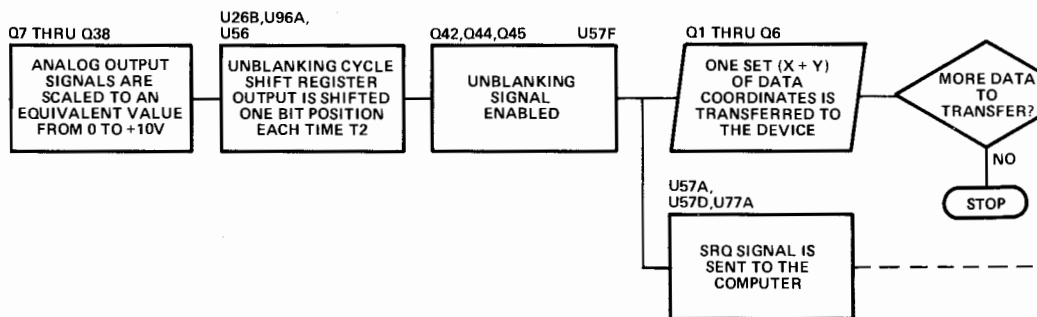 Q7 THRU Q38
ANALOG OUTPUT
SIGNALS ARE
SCALED TO AN
EQUIVALENT VALUE
FROM 0 TO +10V
U26B,U96A,
U56
UNBLANKING CYCLE
SHIFT REGISTER
OUTPUT IS SHIFTED
ONE BIT POSITION
EACH TIME T2
Q42,Q44,Q45 U57F
UNBLANKING
SIGNAL
ENABLED
Q1 THRU Q6
ONE SET (X + Y)
OF DATA
COORDINATES IS
TRANSFERRED TO
THE DEVICE
MORE DATA
TO
TRANSFER?
NO
STOP
U57A,
U57D,U77A
SRQ SIGNAL IS
SENT TO THE
COMPUTER